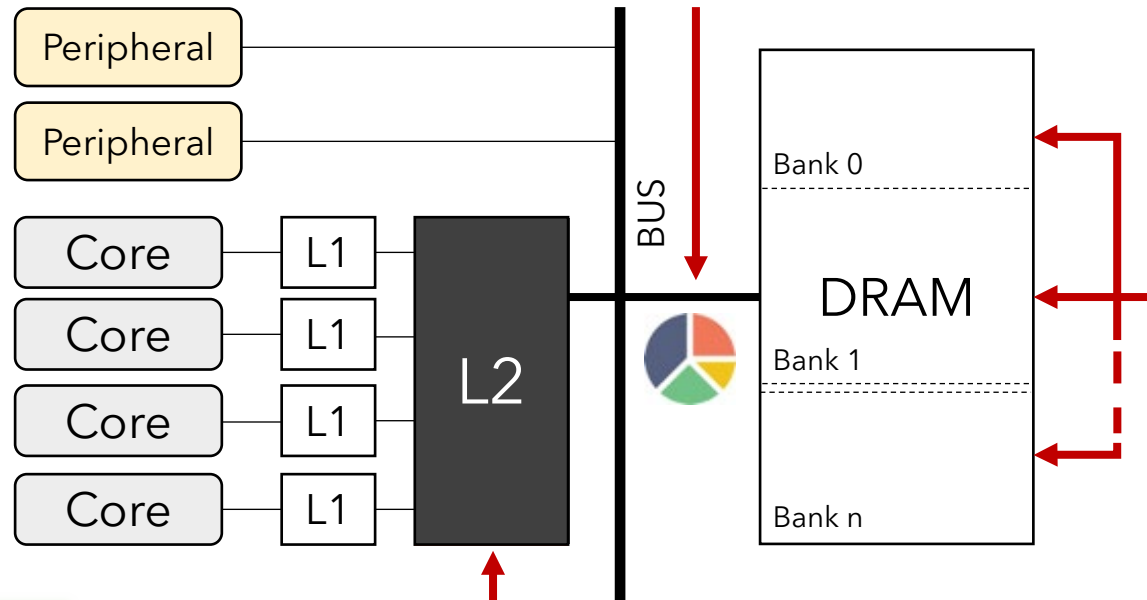 Peripheral
Peripheral
Core
L1
Core
L1
Core
L1
Core
L1
L2
BUS
Bank 0
DRAM
Bank 1
Bank n